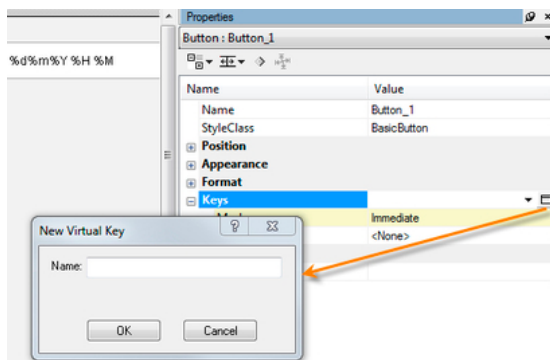 Properties
Button : Button_1
%d%m%Y %H %M
Name Value
Name Button_1
StyleClass BasicButton
Position
Appearance
Format
Keys
Immediate
<None>
New Virtual Key
Name:
OK Cancel